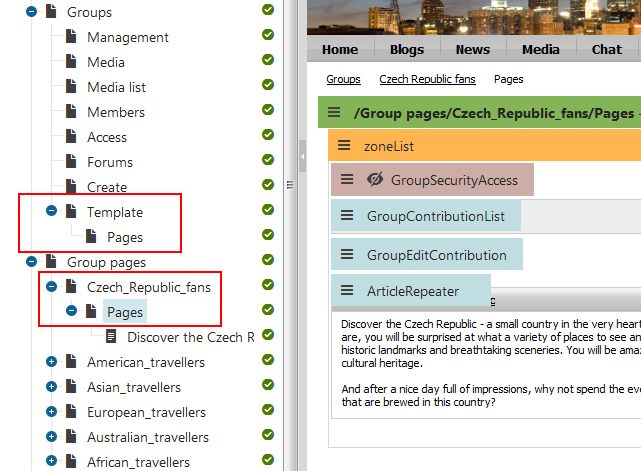 Groups
Management
Media
Media list
Members
Access
Forums
Create
Template
Pages
Group pages
Czech_Republic_fans
Pages
Discover the Czech R
American_travellers
Asian_travellers
European_travellers
Australian_travellers
African_travellers
Home Blogs News Media Chat
Groups Czech Republic fans Pages
/Group pages/Czech_Republic_fans/Pages -
zoneList
GroupSecurityAccess
GroupContributionList
GroupEditContribution
ArticleRepeater
Discover the Czech Republic - a small country in the very heart
are, you will be surprised at what a variety of places to see an
historic landmarks and breathtaking sceneries. You will be ama
cultural heritage.
And after a nice day full of impressions, why not spend the eve
that are brewed in this country?